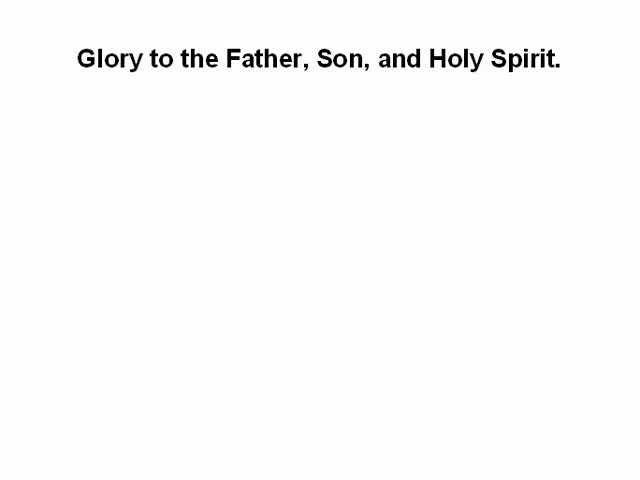 Glory to the Father, Son, and Holy Spirit.